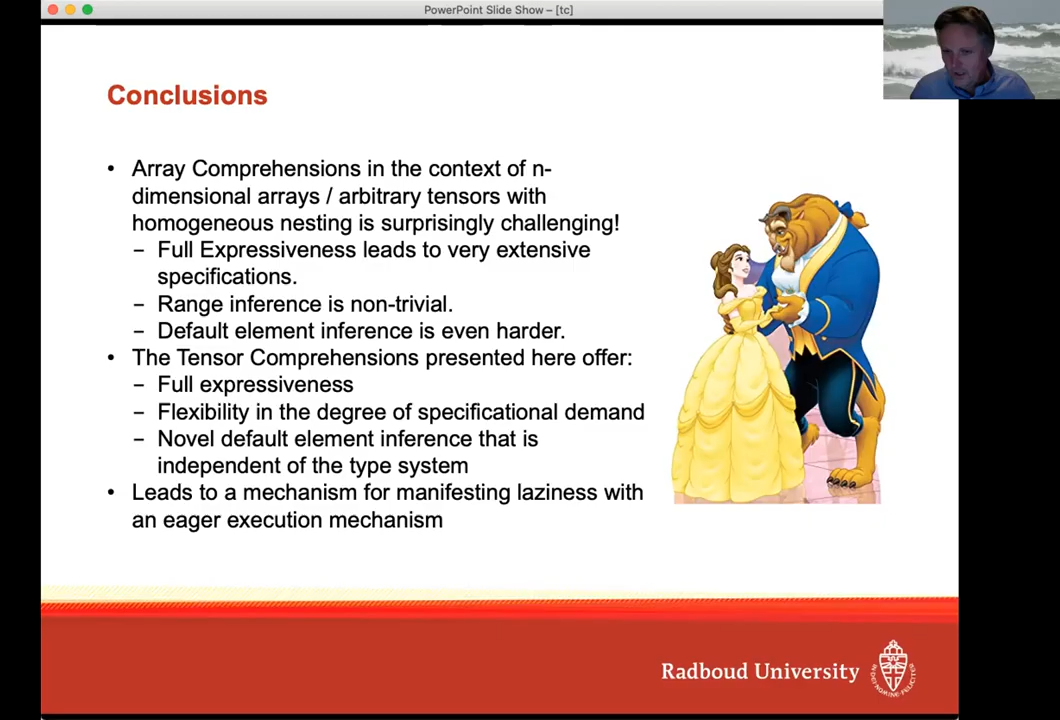 PowerPoint Slide Show – [tc]
Conclusions
• Array Comprehensions in the context of n-
dimensional arrays / arbitrary tensors with
homogeneous nesting is surprisingly challenging!
– Full Expressiveness leads to very extensive
specifications.
– Range inference is non-trivial.
– Default element inference is even harder.
• The Tensor Comprehensions presented here offer:
– Full expressiveness
– Flexibility in the degree of specificational demand
– Novel default element inference that is
independent of the type system
• Leads to a mechanism for manifesting laziness with
an eager execution mechanism
Radboud University
IN DEI NOMINE FELICITER